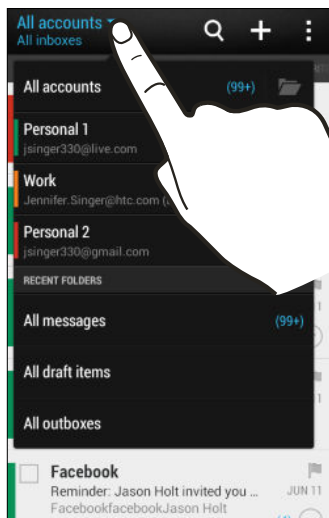 All accounts
All inboxes
All accounts (99+)
Personal 1
jsinger330@live.com
Work
Jennifer.Singer@htc.com
Personal 2
jsinger330@gmail.com
RECENT FOLDERS
All messages (99+)
All draft items
All outboxes
Facebook
Reminder: Jason Holt invited you ... JUN 11
FacebookfacebookJason Holt